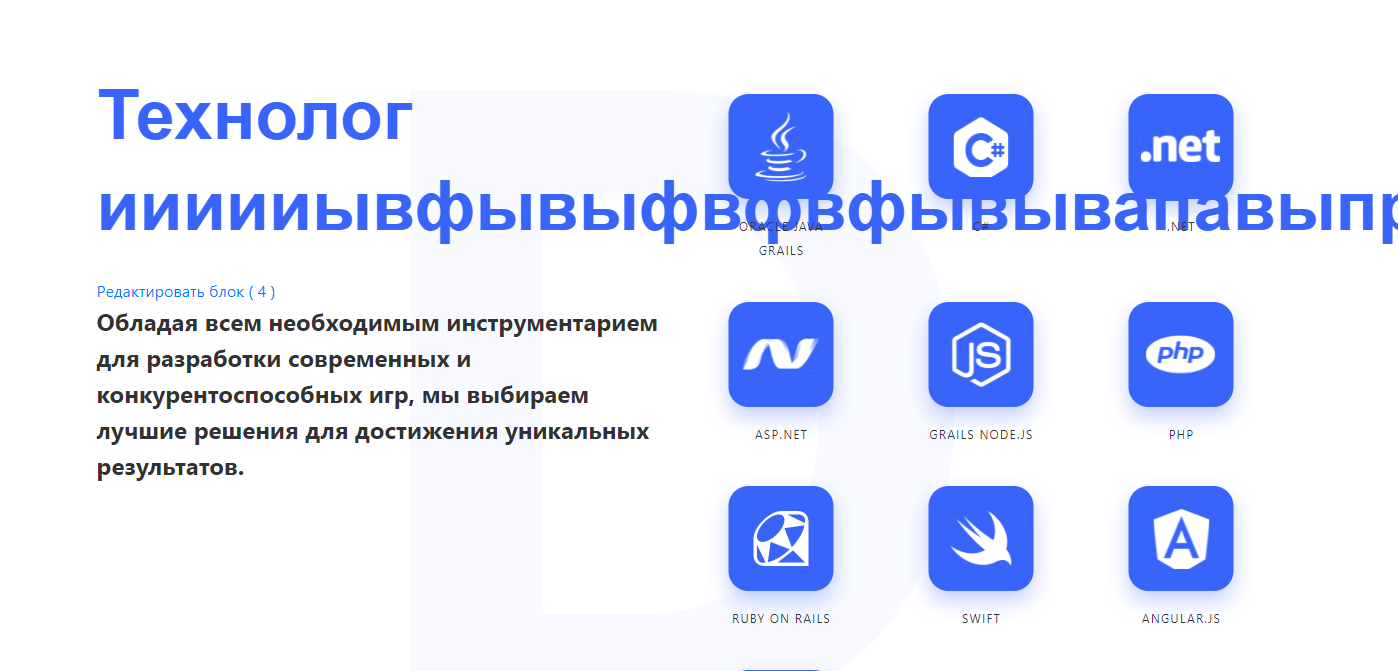 Технолог
иииииывфывыфвфвфывывапавыпр
Редактировать блок ( 4 )
Обладая всем необходимым инструментарием
для разработки современных и
конкурентоспособных игр, мы выбираем
лучшие решения для достижения уникальных
результатов.
C#
.net
ORACLE JAVA
GRAILS
C#
.NET
JS
php
ASP.NET
GRAILS NODE.JS
PHP
A
RUBY ON RAILS
SWIFT
ANGULAR.JS